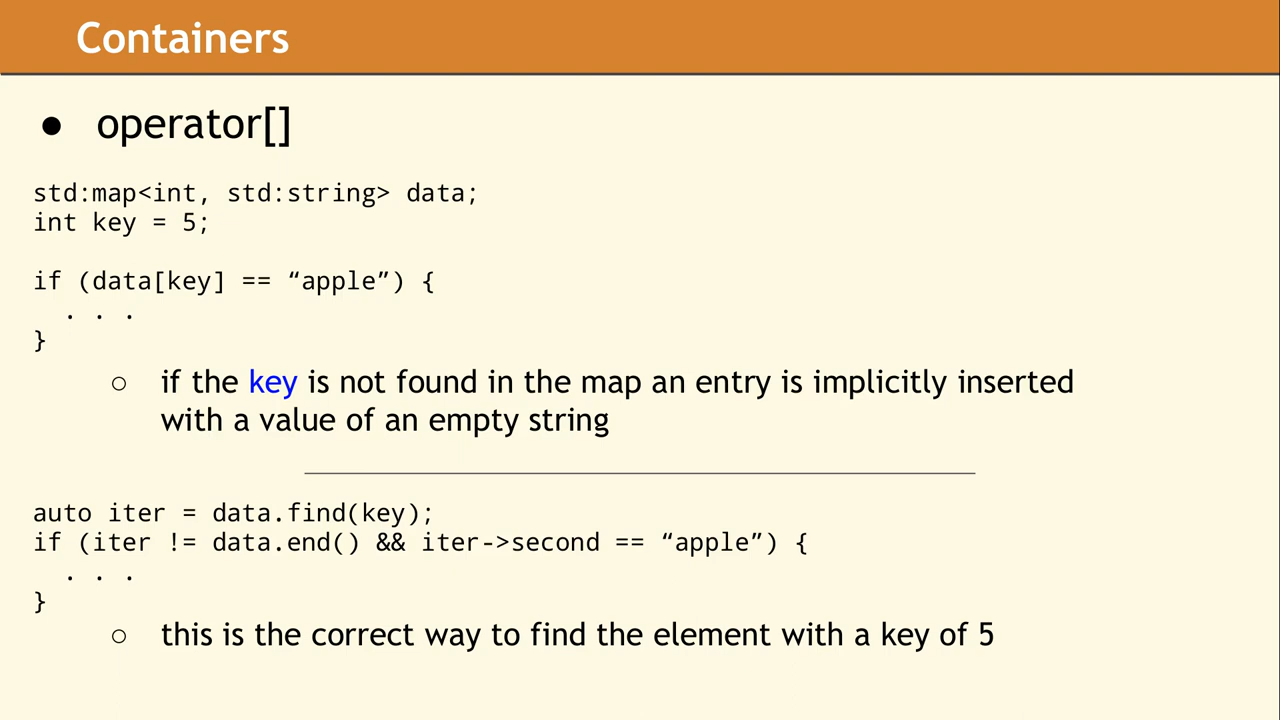 Containers
● operator[]
std:map<int, std:string> data;
int key = 5;
if (data[key] == “apple”) {
. . .
}
○ if the key is not found in the map an entry is implicitly inserted
with a value of an empty string
auto iter = data.find(key);
if (iter != data.end() && iter->second == “apple”) {
. . .
}
○ this is the correct way to find the element with a key of 5